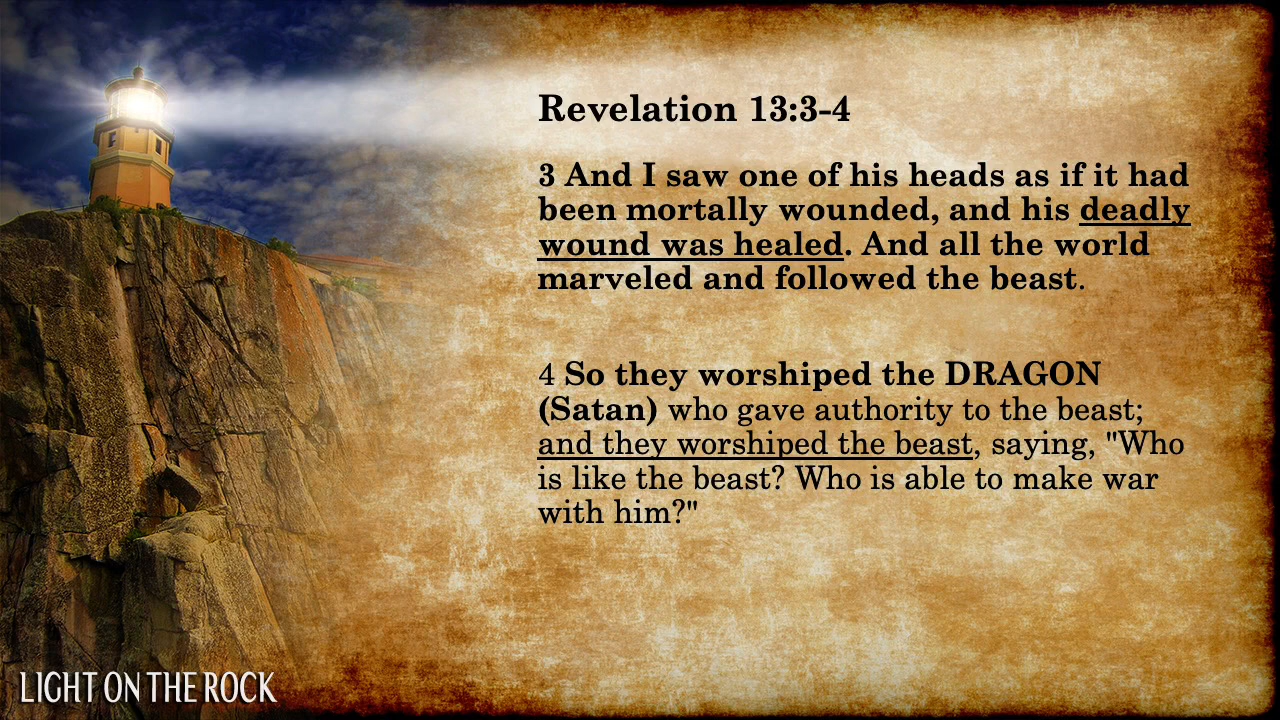 Revelation 13:3-4
3 And I saw one of his heads as if it had
been mortally wounded, and his deadly
wound was healed. And all the world
marveled and followed the beast.
4 So they worshiped the DRAGON
(Satan) who gave authority to the beast;
and they worshiped the beast, saying, "Who
is like the beast? Who is able to make war
with him?"
LIGHT ON THE ROCK